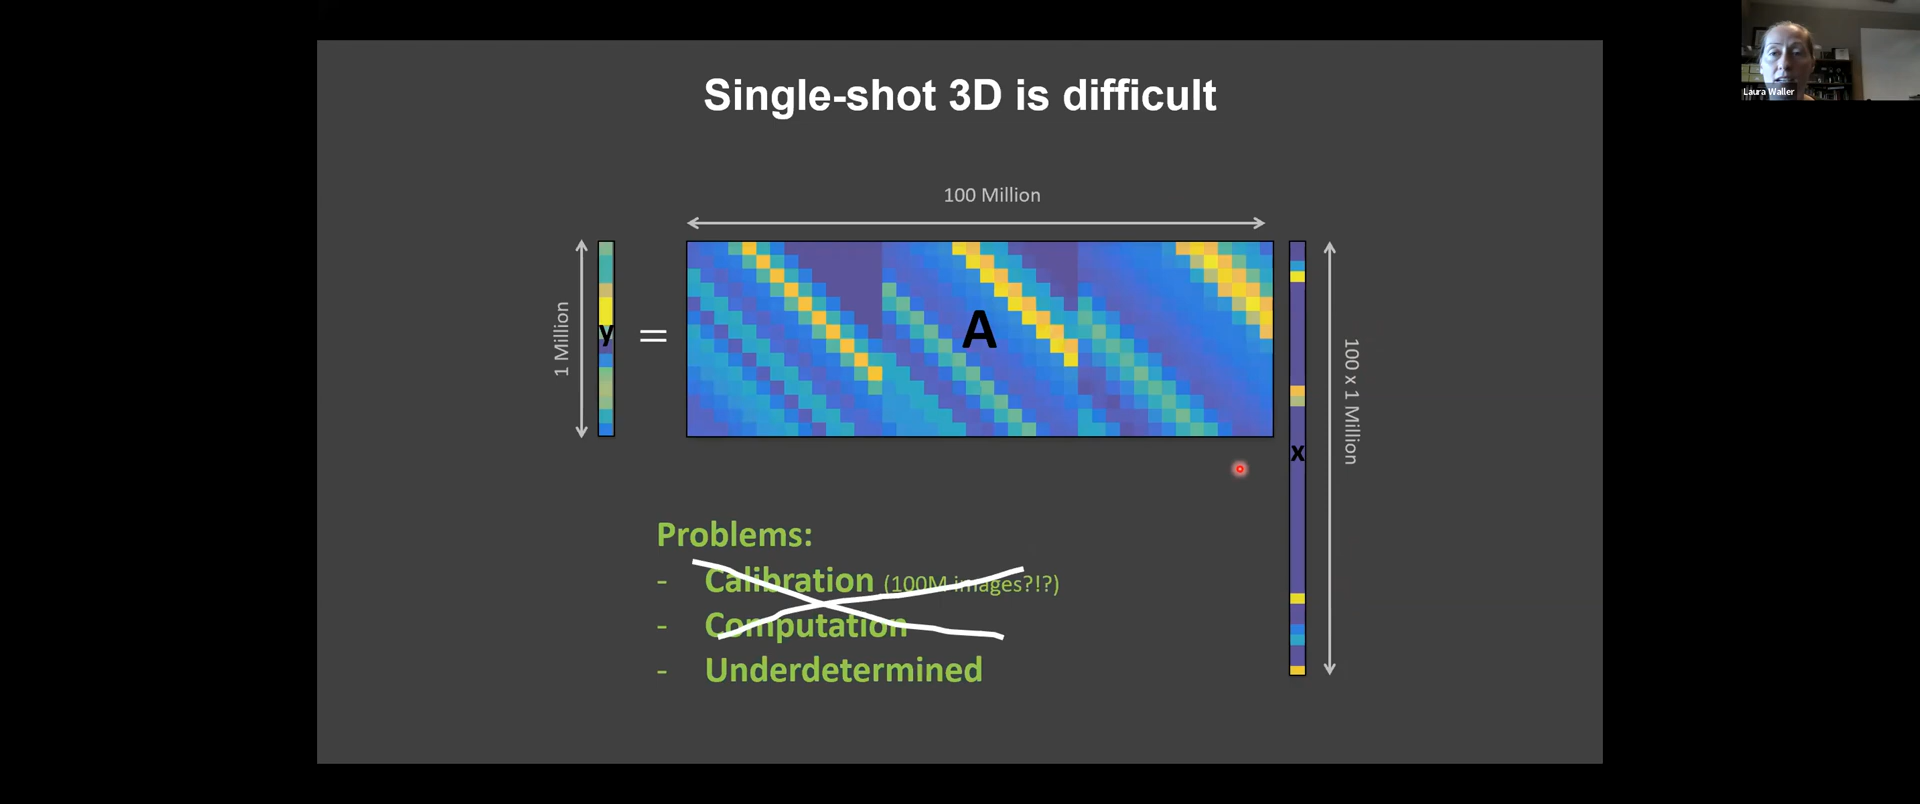 Single-shot 3D is difficult
Laura Waller
100 Million
1 Million
y
=
A
x
100 x 1 Million
Problems:
- Calibration (100M images?!?)
- Computation
- Underdetermined